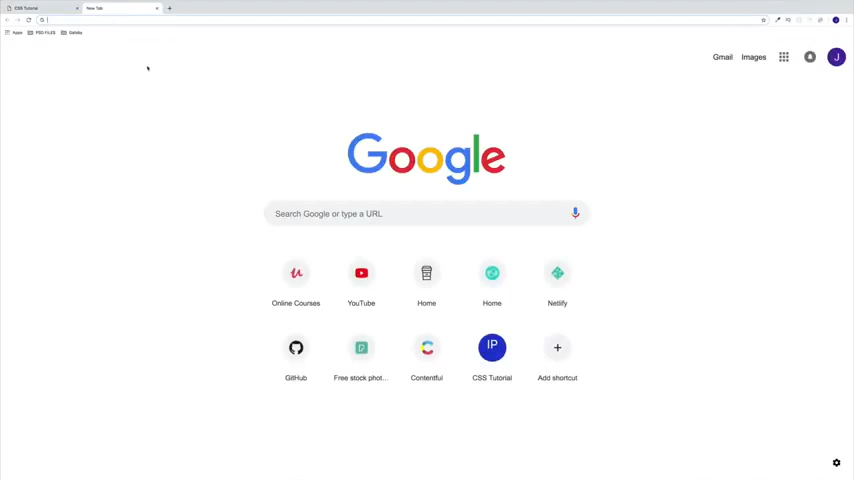 CSS Tutorial
New Tab
Apps PSD FILES Gatsby
Gmail Images J
Google
Search Google or type a URL
Online Courses YouTube Home Home Netlify
IP
GitHub Free stock phot... Contentful CSS Tutorial Add shortcut